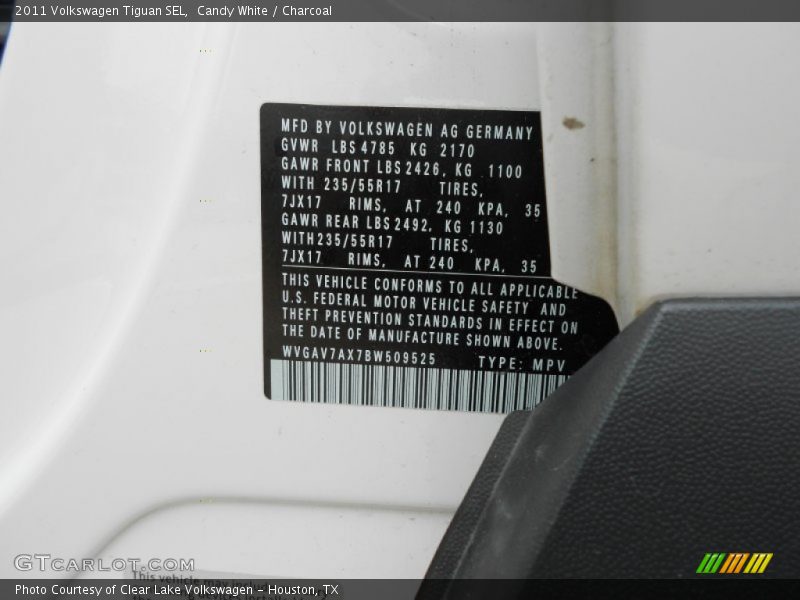 2011 Volkswagen Tiguan SEL, Candy White / Charcoal
MFD BY VOLKSWAGEN AG GERMANY
GVWR LBS 4785 KG 2170
GAWR FRONT LBS 2426, KG 1100
WITH 235/55R17 TIRES,
7JX17 RIMS, AT 240 KPA, 35
GAWR REAR LBS 2492, KG 1130
WITH 235/55R17 TIRES,
7JX17 RIMS, AT 240 KPA, 35
THIS VEHICLE CONFORMS TO ALL APPLICABLE
U.S. FEDERAL MOTOR VEHICLE SAFETY AND
THEFT PREVENTION STANDARDS IN EFFECT ON
THE DATE OF MANUFACTURE SHOWN ABOVE.
WVGAV7AX7BW509525 TYPE: MPV
GTCARLOT.COM
This vehicle may
Photo Courtesy of Clear Lake Volkswagen - Houston, TX